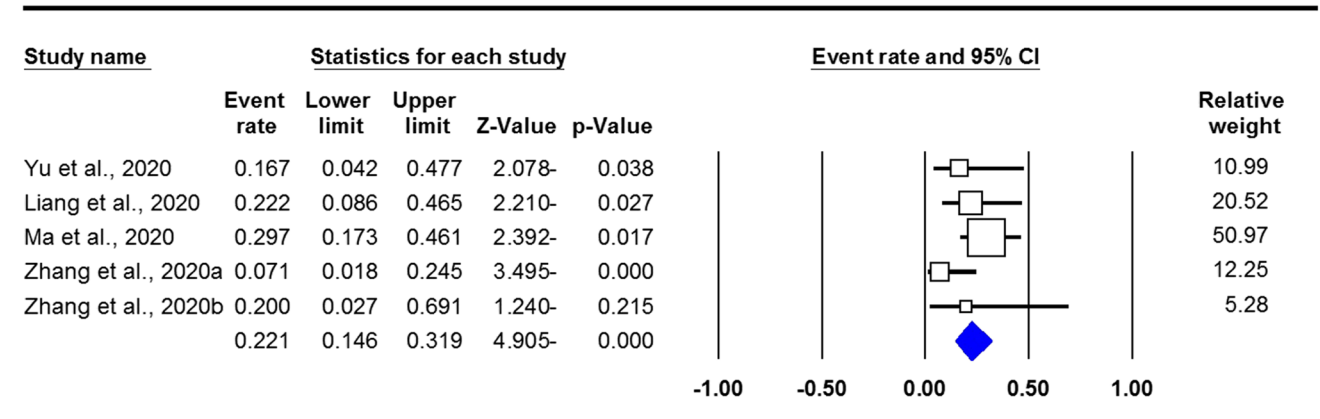 Study name Statistics for each study Event rate and 95% CI
Event Lower Upper Relative
rate limit limit Z-Value p-Value weight
Yu et al., 2020 0.167 0.042 0.477 2.078- 0.038 10.99
Liang et al., 2020 0.222 0.086 0.465 2.210- 0.027 20.52
Ma et al., 2020 0.297 0.173 0.461 2.392- 0.017 50.97
Zhang et al., 2020a 0.071 0.018 0.245 3.495- 0.000 12.25
Zhang et al., 2020b 0.200 0.027 0.691 1.240- 0.215 5.28
0.221 0.146 0.319 4.905- 0.000
-1.00 -0.50 0.00 0.50 1.00